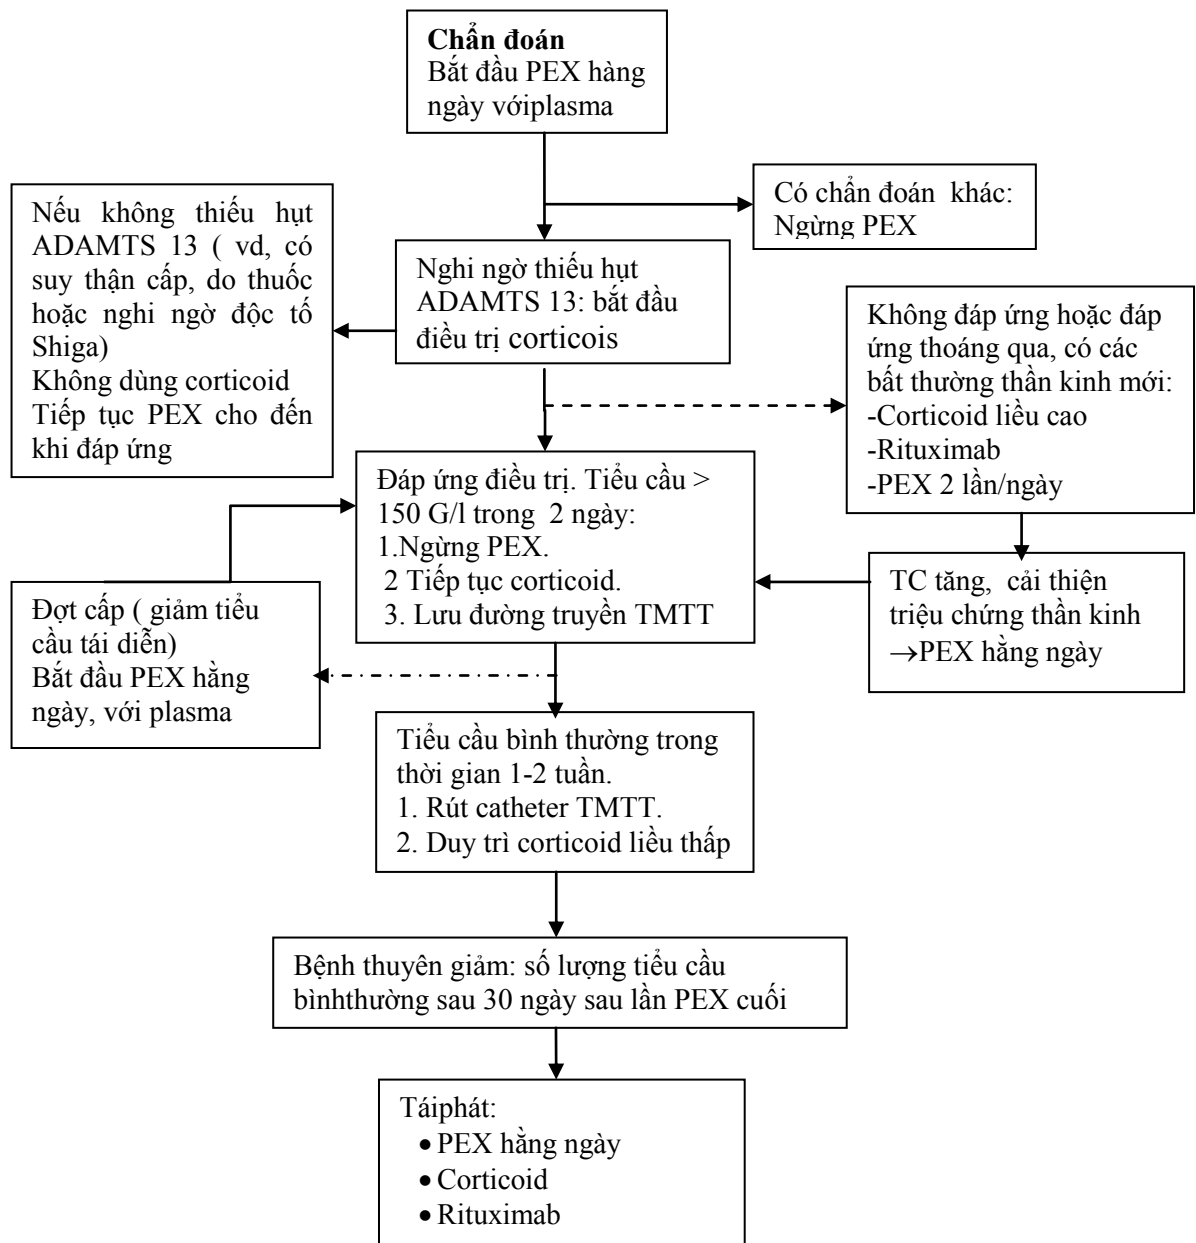 Chẩn đoán
Bắt đầu PEX hàng
ngày vớiplasma
Có chẩn đoán khác:
Ngừng PEX
Nếu không thiếu hụt
ADAMTS 13 ( vd, có
suy thận cấp, do thuốc
hoặc nghi ngờ độc tố
Shiga)
Không dùng corticoid
Tiếp tục PEX cho đến
khi đáp ứng
Nghi ngờ thiếu hụt
ADAMTS 13: bắt đầu
điều trị corticois
Không đáp ứng hoặc đáp
ứng thoáng qua, có các
bất thường thần kinh mới:
-Corticoid liều cao
-Rituximab
-PEX 2 lần/ngày
Đáp ứng điều trị. Tiểu cầu >
150 G/l trong 2 ngày:
1.Ngừng PEX.
2 Tiếp tục corticoid.
3. Lưu đường truyền TMTT
TC tăng, cải thiện
triệu chứng thần kinh
→PEX hằng ngày
Đợt cấp ( giảm tiểu
cầu tái diễn)
Bắt đầu PEX hằng
ngày, với plasma
Tiểu cầu bình thường trong
thời gian 1-2 tuần.
1. Rút catheter TMTT.
2. Duy trì corticoid liều thấp
Bệnh thuyên giảm: số lượng tiểu cầu
bìnhthường sau 30 ngày sau lần PEX cuối
Táiphát:
• PEX hằng ngày
• Corticoid
• Rituximab